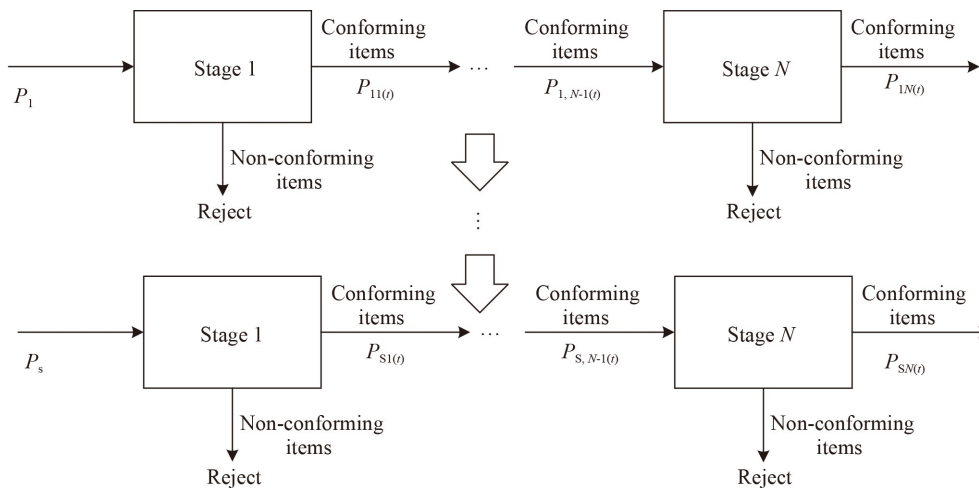 Conforming
items
Conforming
items
Conforming
items
Stage 1
Stage N
P1
P11(t)
...
P1, N-1(t)
P1N(t)
Non-conforming
items
Non-conforming
items
Reject
Reject
⋮
Conforming
items
Conforming
items
Conforming
items
Stage 1
Stage N
Ps
PS1(t)
...
PS, N-1(t)
PSN(t)
Non-conforming
items
Non-conforming
items
Reject
Reject